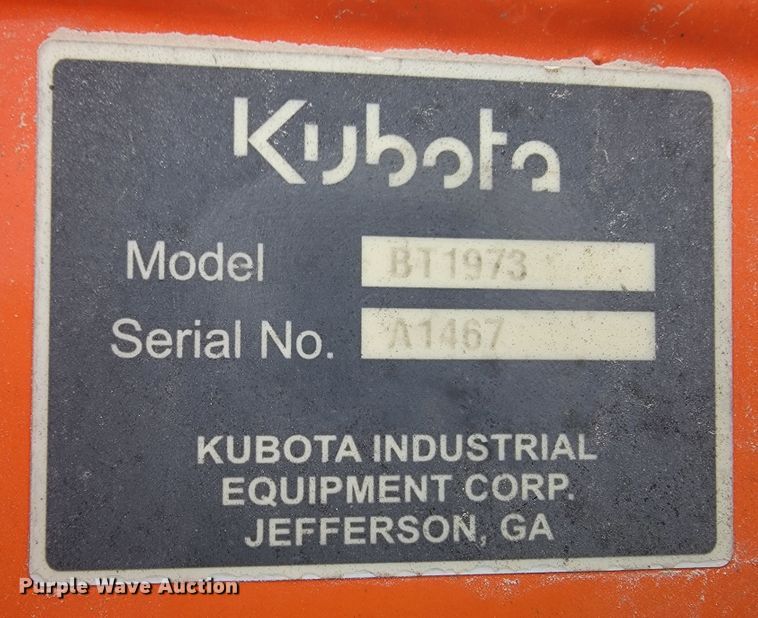 Kubota
Model BT1973
Serial No. A1467
KUBOTA INDUSTRIAL
EQUIPMENT CORP.
JEFFERSON, GA
Purple Wave Auction